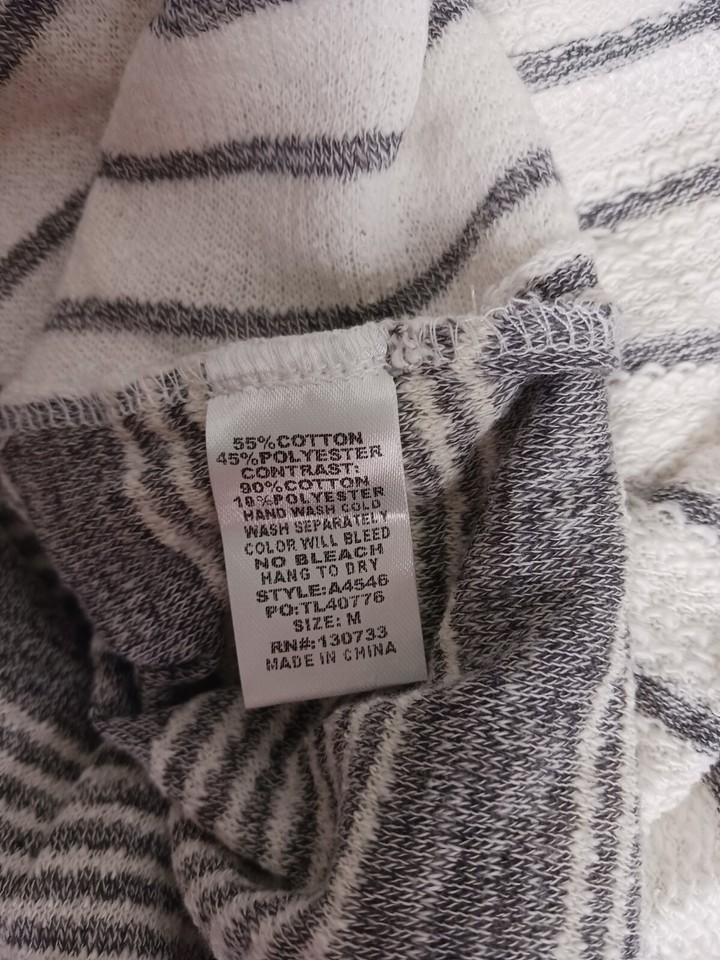 55%COTTON
45%POLYESTER
CONTRAST:
90%COTTON
10%POLYESTER
HAND WASH COLD
WASH SEPARATELY
COLOR WILL BLEED
NO BLEACH
HANG TO DRY
STYLE:A4546
PO:TL40776
SIZE: M
RN#:130733
MADE IN CHINA